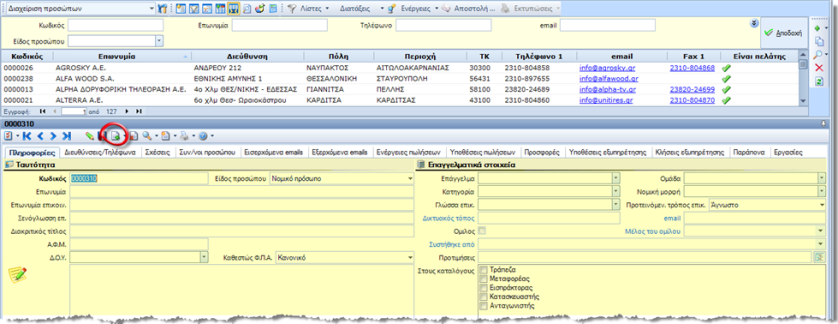 Διαχείριση προσώπων Λίστες Διατάξεις Ενέργειες Αποστολή... Εκτυπώσεις
Κωδικός Επωνυμία Τηλέφωνο email Αποδοχή
Είδος προσώπου
Κωδικός Επωνυμία Διεύθυνση Πόλη Περιοχή ΤΚ Τηλέφωνο 1 email Fax 1 Είναι πελάτης
0000026 AGROSKY Α.Ε. ΑΝΔΡΕΟΥ 212 ΝΑΥΠΑΚΤΟΣ ΑΙΤΩΛΟΑΚΑΡΝΑΝΙΑΣ 30300 2310-804858 info@agrosky.gr 2310-804868
0000238 ALFA WOOD S.A. ΕΘΝΙΚΗΣ ΑΜΥΝΗΣ 1 ΘΕΣΣΑΛΟΝΙΚΗ ΣΤΑΥΡΟΥΠΟΛΗ 56431 2310-897655 info@alfawood.gr
0000013 ALPHA ΔΟΡΥΦΟΡΙΚΗ ΤΗΛΕΟΡΑΣΗ Α.Ε. 4ο Χλμ ΘΕΣ/ΝΙΚΗΣ - ΕΔΕΣΣΑΣ ΓΙΑΝΝΙΤΣΑ ΠΕΛΛΗΣ 58100 23820-24689 info@alpha-tv.gr 23820-24699
0000021 ALTERRA Α.Ε. 6ο χλμ Θεσ- Ωραιοκάστρου ΚΑΡΔΙΤΣΑ ΚΑΡΔΙΤΣΑΣ 43100 2310-804860 info@unitires.gr 2310-804870
Εγγραφή: 1 από 127
0000310
Πληροφορίες Διευθύνσεις/Τηλέφωνα Σχέσεις Συν/νοι προσώπου Εισερχόμενα emails Εξερχόμενα emails Ενέργειες πωλήσεων Υποθέσεις πωλήσεων Προσφορές Υποθέσεις εξυπηρέτησης Κλήσεις εξυπηρέτησης Παράπονα Εργασίες
Ταυτότητα Επαγγελματικά στοιχεία
Κωδικός 0000310 Είδος προσώπου Νομικό πρόσωπο Επάγγελμα Ομάδα
Επωνυμία Κατηγορία Νομική μορφή
Επωνυμία επικοιν. Γλώσσα επικ. Προτεινόμεν. τρόπος επικ. Άγνωστο
Ξενόγλωσση επ. Δικτυακός τόπος email
Διακριτικός τίτλος Ομιλος Μέλος του ομίλου
Α.Φ.Μ. Συστήθηκε από
Δ.Ο.Υ. Καθεστώς Φ.Π.Α. Κανονικό Προτιμήσεις
Στους καταλόγους Τράπεζα
Μεταφορέας
Εισπράκτορας
Κατασκευαστής
Ανταγωνιστής